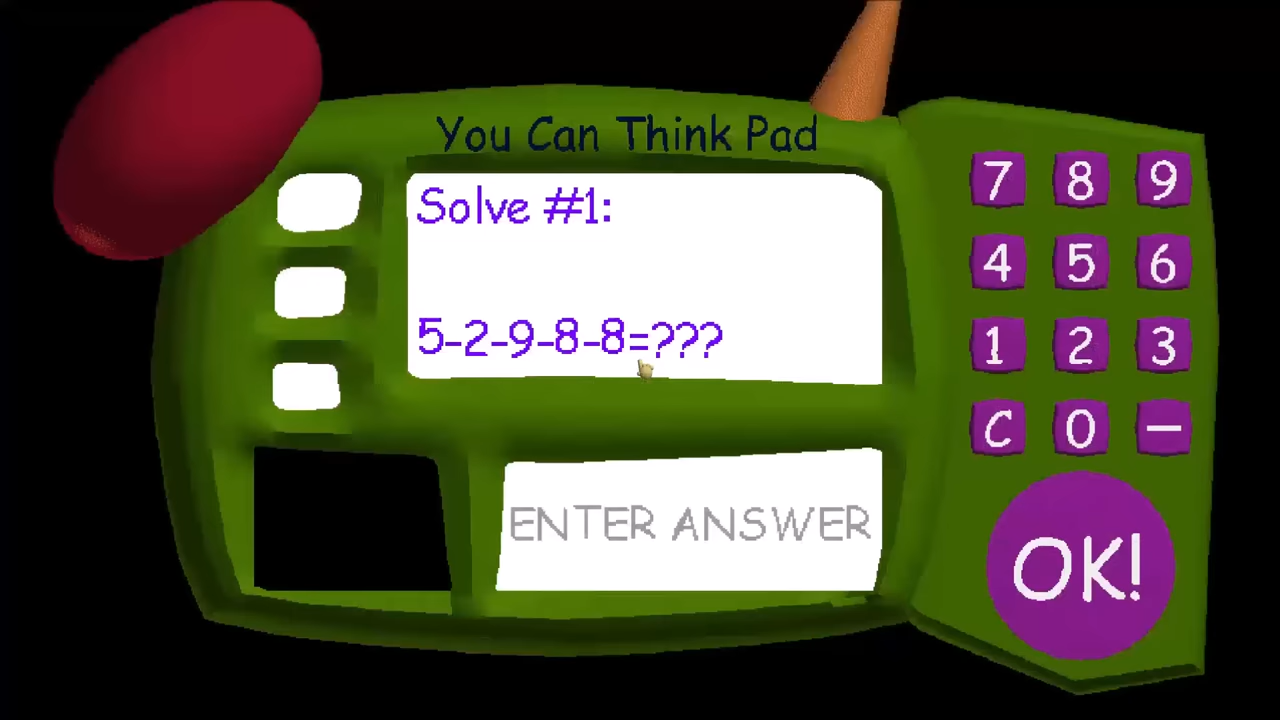 You Can Think Pad
Solve #1:
5-2-9-8-8=???
ENTER ANSWER
7 8 9
4 5 6
1 2 3
C 0 –
OK!